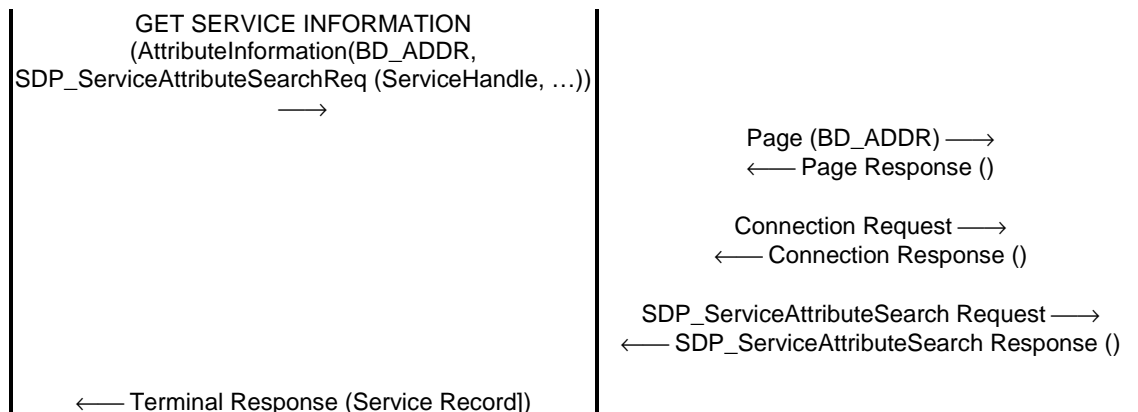 GET SERVICE INFORMATION
(AttributeInformation(BD_ADDR,
SDP_ServiceAttributeSearchReq (ServiceHandle, …))
⟶
Page (BD_ADDR) ⟶
⟵ Page Response ()
Connection Request ⟶
⟵ Connection Response ()
SDP_ServiceAttributeSearch Request ⟶
⟵ SDP_ServiceAttributeSearch Response ()
⟵ Terminal Response (Service Record])